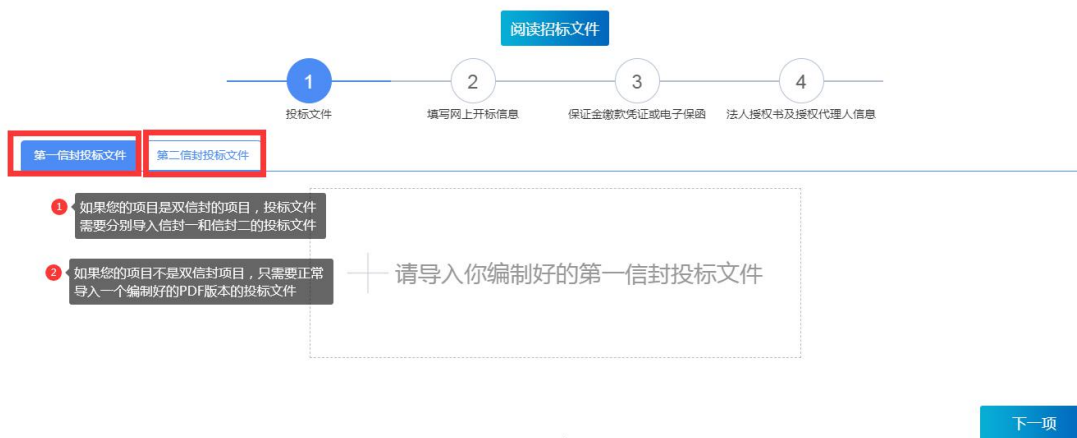 阅读招标文件
1
2
3
4
投标文件
填写网上开标信息
保证金缴款凭证或电子保函
法人授权书及授权代理人信息
第一信封投标文件
第二信封投标文件
1
如果您的项目是双信封的项目，投标文件
需要分别导入信封一和信封二的投标文件
2
如果您的项目不是双信封项目，只需要正常
导入一个编制好的PDF版本的投标文件
请导入你编制好的第一信封投标文件
下一项